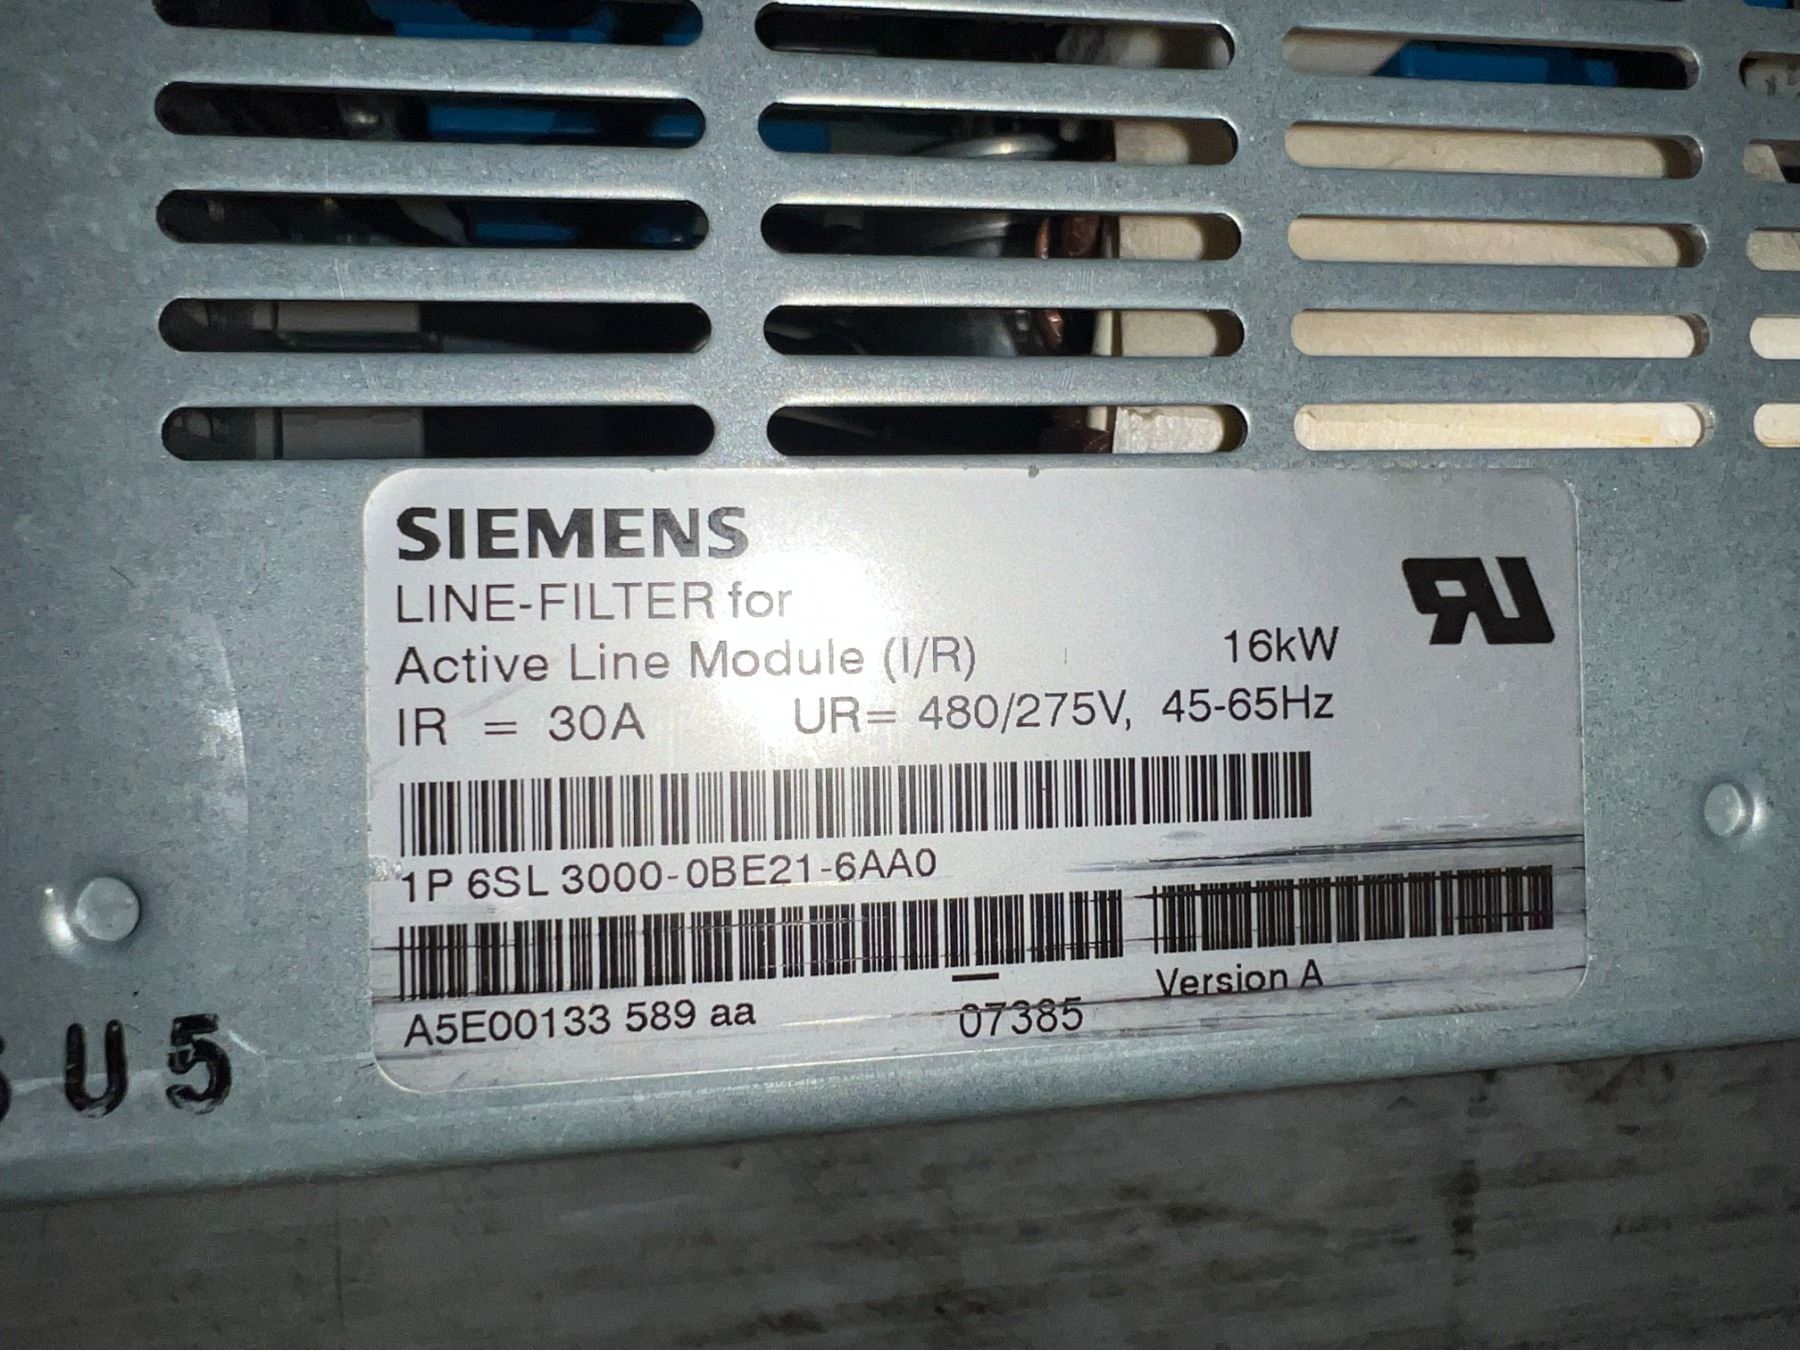 SIEMENS
LINE-FILTER for
Active Line Module (I/R) 16kW
IR = 30A UR= 480/275V, 45-65Hz
1P 6SL 3000-0BE21-6AA0
A5E00133 589 aa 07385 Version A
U5